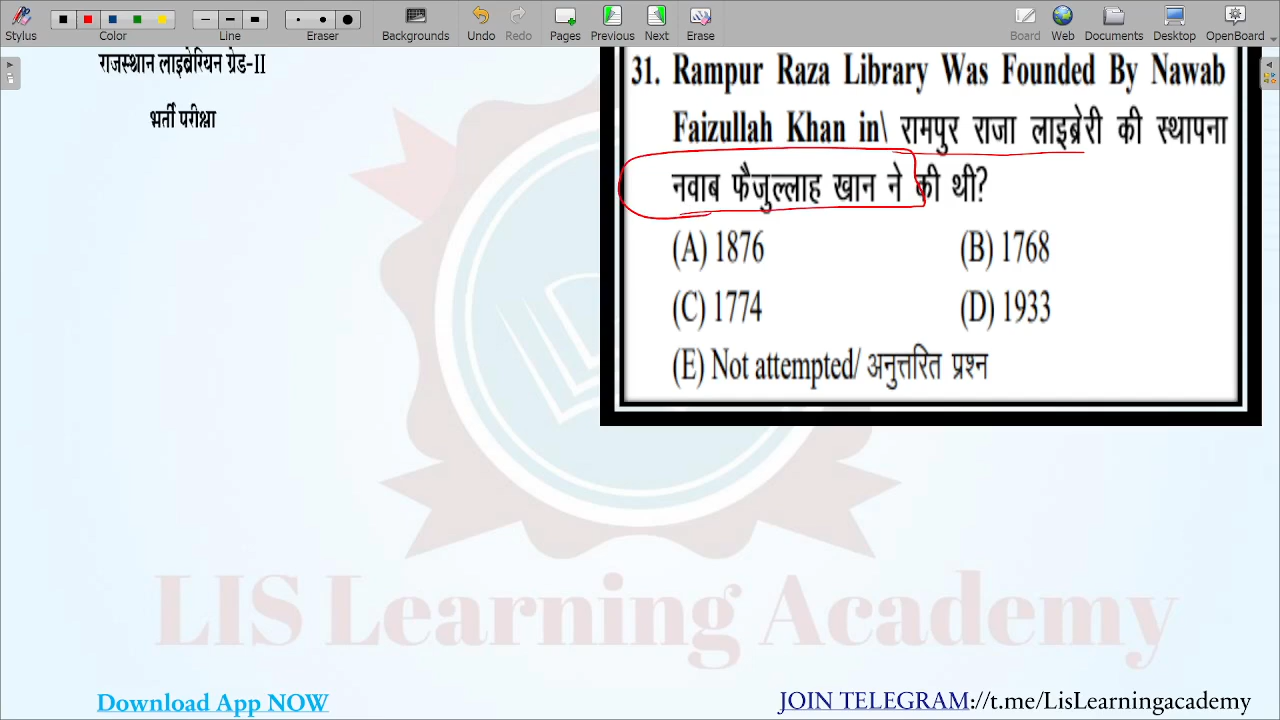 Stylus
Color
Line
Eraser
Backgrounds
Undo
Redo
Pages
Previous
Next
Erase
Board
Web
Documents
Desktop
OpenBoard
राजस्थान लाइब्रेरियन ग्रेड-II
भर्ती परीक्षा
31. Rampur Raza Library Was Founded By Nawab
Faizullah Khan in\ रामपुर राजा लाइब्रेरी की स्थापना
नवाब फैजुल्लाह खान ने की थी?
(A) 1876 (B) 1768
(C) 1774 (D) 1933
(E) Not attempted/ अनुत्तरित प्रश्न
LIS Learning Academy
Download App NOW
JOIN TELEGRAM://t.me/LisLearningacademy